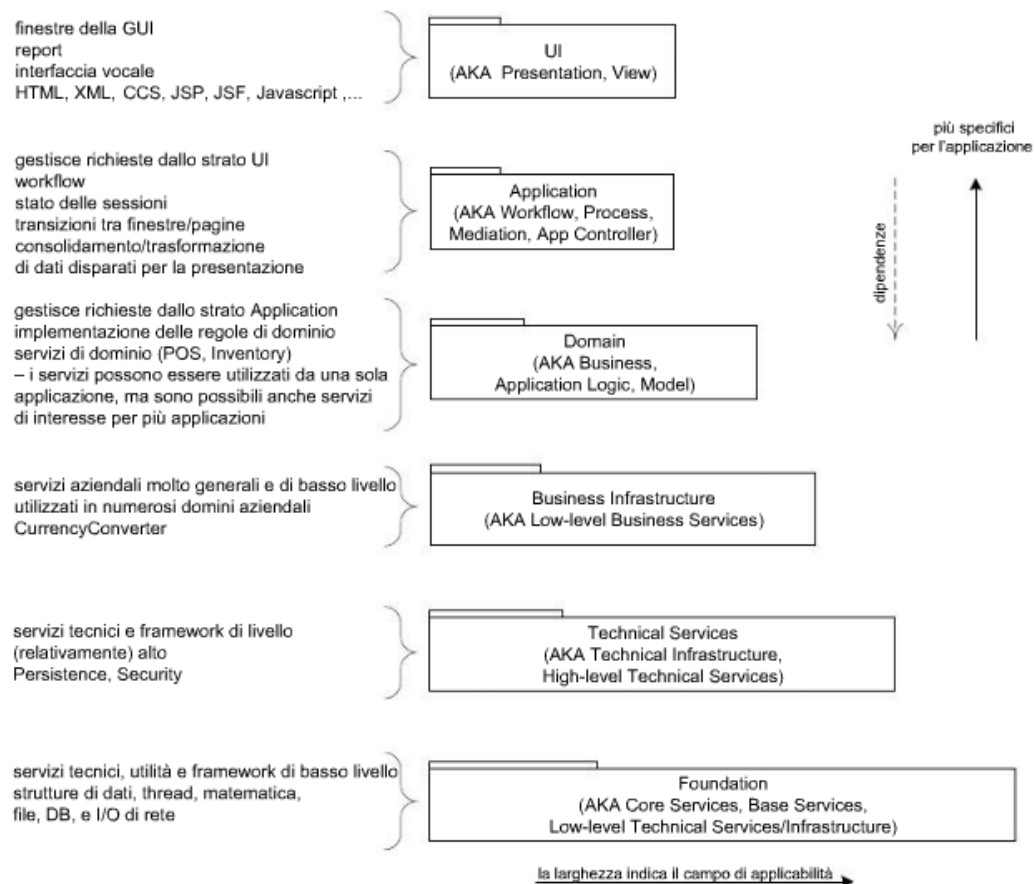 finestre della GUI
report
interfaccia vocale
HTML, XML, CCS, JSP, JSF, Javascript ,...
UI
(AKA Presentation, View)
più specifici
per l'applicazione
dipendenze
gestisce richieste dallo strato UI
workflow
stato delle sessioni
transizioni tra finestre/pagine
consolidamento/trasformazione
di dati disparati per la presentazione
Application
(AKA Workflow, Process,
Mediation, App Controller)
gestisce richieste dallo strato Application
implementazione delle regole di dominio
servizi di dominio (POS, Inventory)
– i servizi possono essere utilizzati da una sola
applicazione, ma sono possibili anche servizi
di interesse per più applicazioni
Domain
(AKA Business,
Application Logic, Model)
servizi aziendali molto generali e di basso livello
utilizzati in numerosi domini aziendali
CurrencyConverter
Business Infrastructure
(AKA Low-level Business Services)
servizi tecnici e framework di livello
(relativamente) alto
Persistence, Security
Technical Services
(AKA Technical Infrastructure,
High-level Technical Services)
servizi tecnici, utilità e framework di basso livello
strutture di dati, thread, matematica,
file, DB, e I/O di rete
Foundation
(AKA Core Services, Base Services,
Low-level Technical Services/Infrastructure)
la larghezza indica il campo di applicabilità